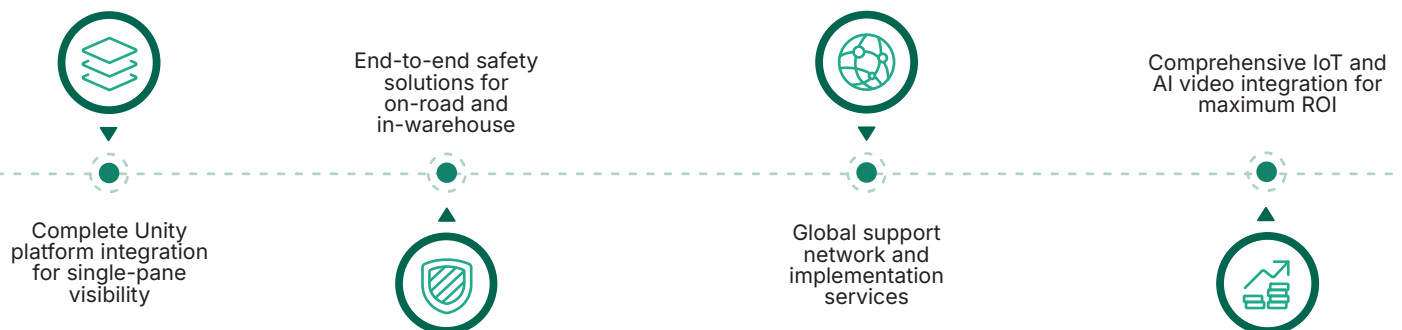 Complete Unity
platform integration
for single-pane
visibility
End-to-end safety
solutions for
on-road and
in-warehouse
Global support
network and
implementation
services
Comprehensive IoT and
AI video integration for
maximum ROI